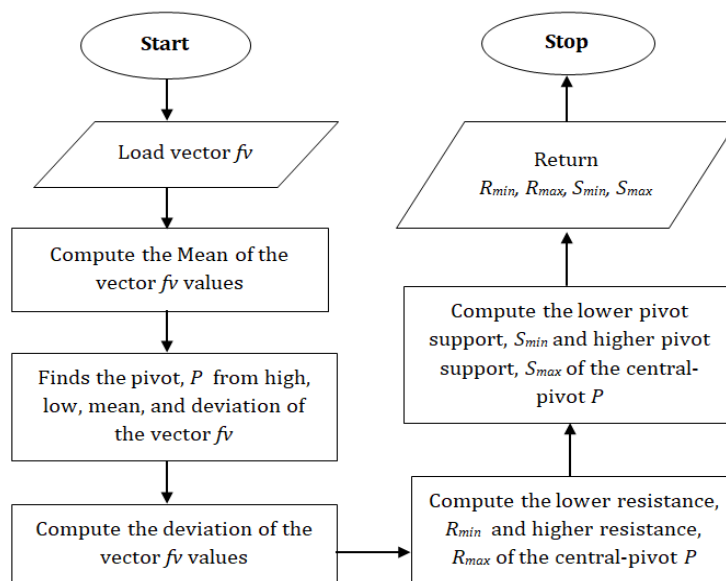 Start
Load vector fv
Compute the Mean of the
vector fv values
Finds the pivot, P from high,
low, mean, and deviation of
the vector fv
Compute the deviation of the
vector fv values
Compute the lower resistance,
Rmin and higher resistance,
Rmax of the central-pivot P
Compute the lower pivot
support, Smin and higher pivot
support, Smax of the central-
pivot P
Return
Rmin, Rmax, Smin, Smax
Stop